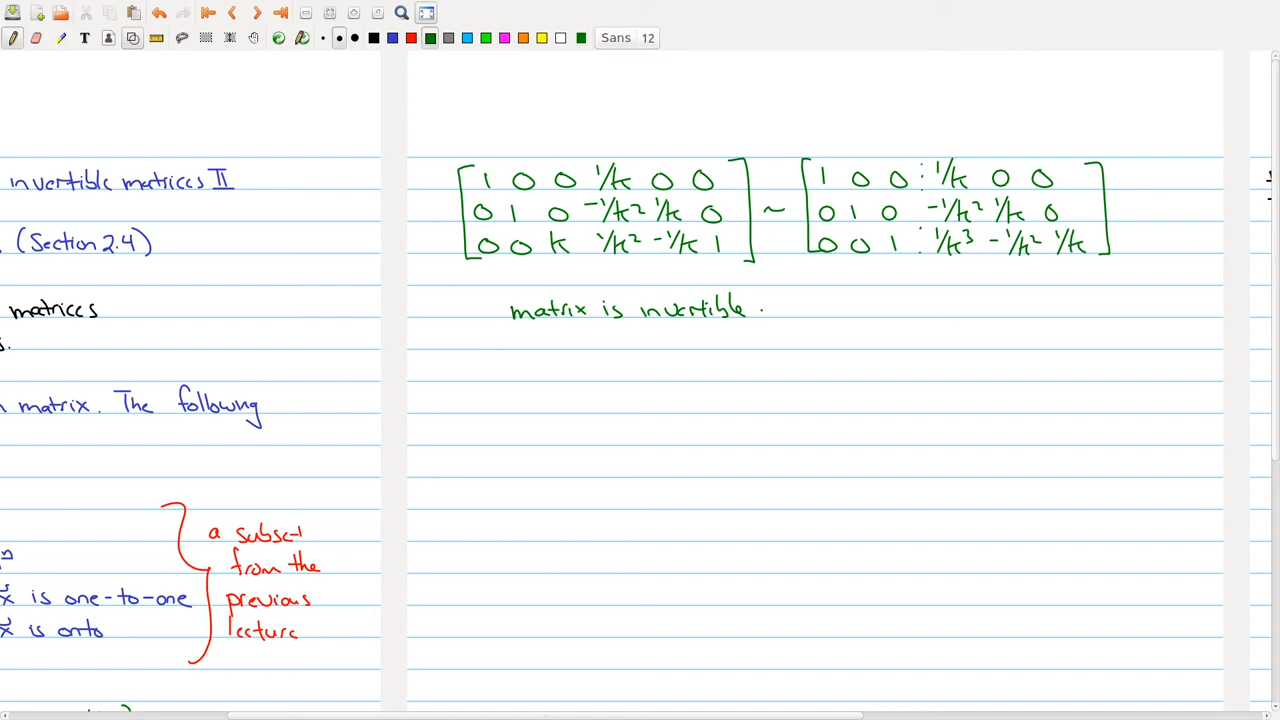 Sans 12
invertible matrices II
. (Section 2.4)
matrices
s.
matrix. The following
a subset
from the
previous
lecture
x is one-to-one
x is onto
[1 0 0 1/k 0 0] ~ [1 0 0 : 1/k 0 0]
[0 1 0 -1/k² 1/k 0] [0 1 0 -1/k² 1/k 0]
[0 0 k 1/k² -1/k 1] [0 0 1 : 1/k³ -1/k² 1/k]
matrix is invertible.